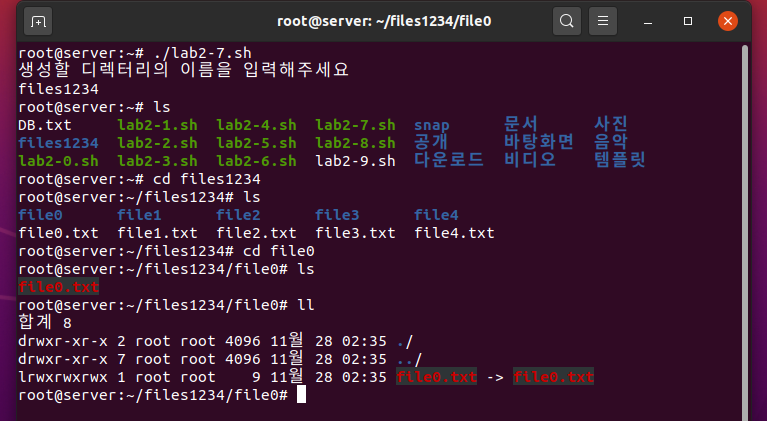 root@server: ~/files1234/file0
root@server:~# ./lab2-7.sh
생성할 디렉터리의 이름을 입력해주세요
files1234
root@server:~# ls
DB.txt lab2-1.sh lab2-4.sh lab2-7.sh snap 문서 사진
files1234 lab2-2.sh lab2-5.sh lab2-8.sh 공개 바탕화면 음악
lab2-0.sh lab2-3.sh lab2-6.sh lab2-9.sh 다운로드 비디오 템플릿
root@server:~# cd files1234
root@server:~/files1234# ls
file0 file1 file2 file3 file4
file0.txt file1.txt file2.txt file3.txt file4.txt
root@server:~/files1234# cd file0
root@server:~/files1234/file0# ls
file0.txt
root@server:~/files1234/file0# ll
합계 8
drwxr-xr-x 2 root root 4096 11월 28 02:35 ./
drwxr-xr-x 7 root root 4096 11월 28 02:35 ../
lrwxrwxrwx 1 root root 9 11월 28 02:35 file0.txt -> file0.txt
root@server:~/files1234/file0#